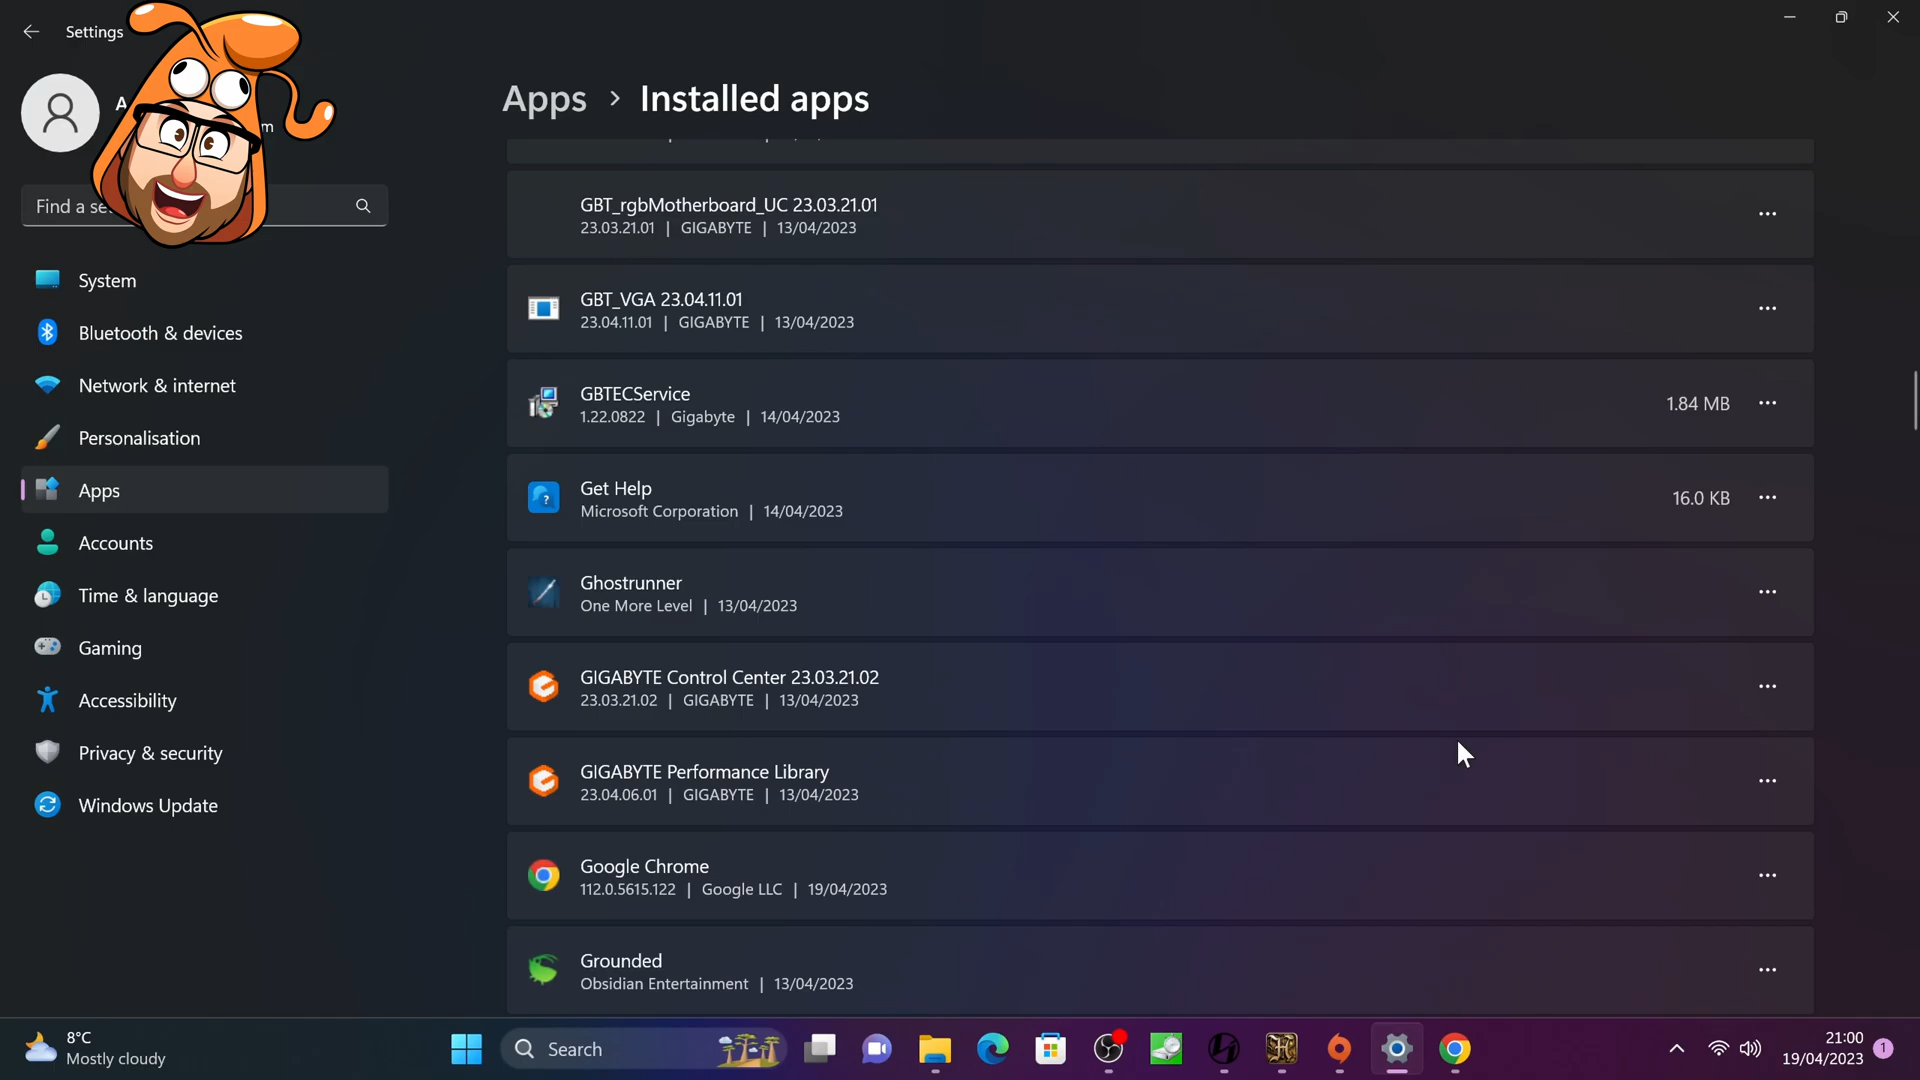 Settings
A
m
Find a se
System
Bluetooth & devices
Network & internet
Personalisation
Apps
Accounts
Time & language
Gaming
Accessibility
Privacy & security
Windows Update
Apps > Installed apps
GBT_rgbMotherboard_UC 23.03.21.01
23.03.21.01 | GIGABYTE | 13/04/2023
GBT_VGA 23.04.11.01
23.04.11.01 | GIGABYTE | 13/04/2023
GBTECService
1.22.0822 | Gigabyte | 14/04/2023
1.84 MB
Get Help
Microsoft Corporation | 14/04/2023
16.0 KB
Ghostrunner
One More Level | 13/04/2023
GIGABYTE Control Center 23.03.21.02
23.03.21.02 | GIGABYTE | 13/04/2023
GIGABYTE Performance Library
23.04.06.01 | GIGABYTE | 13/04/2023
Google Chrome
112.0.5615.122 | Google LLC | 19/04/2023
Grounded
Obsidian Entertainment | 13/04/2023
8°C
Mostly cloudy
Search
21:00
19/04/2023
1